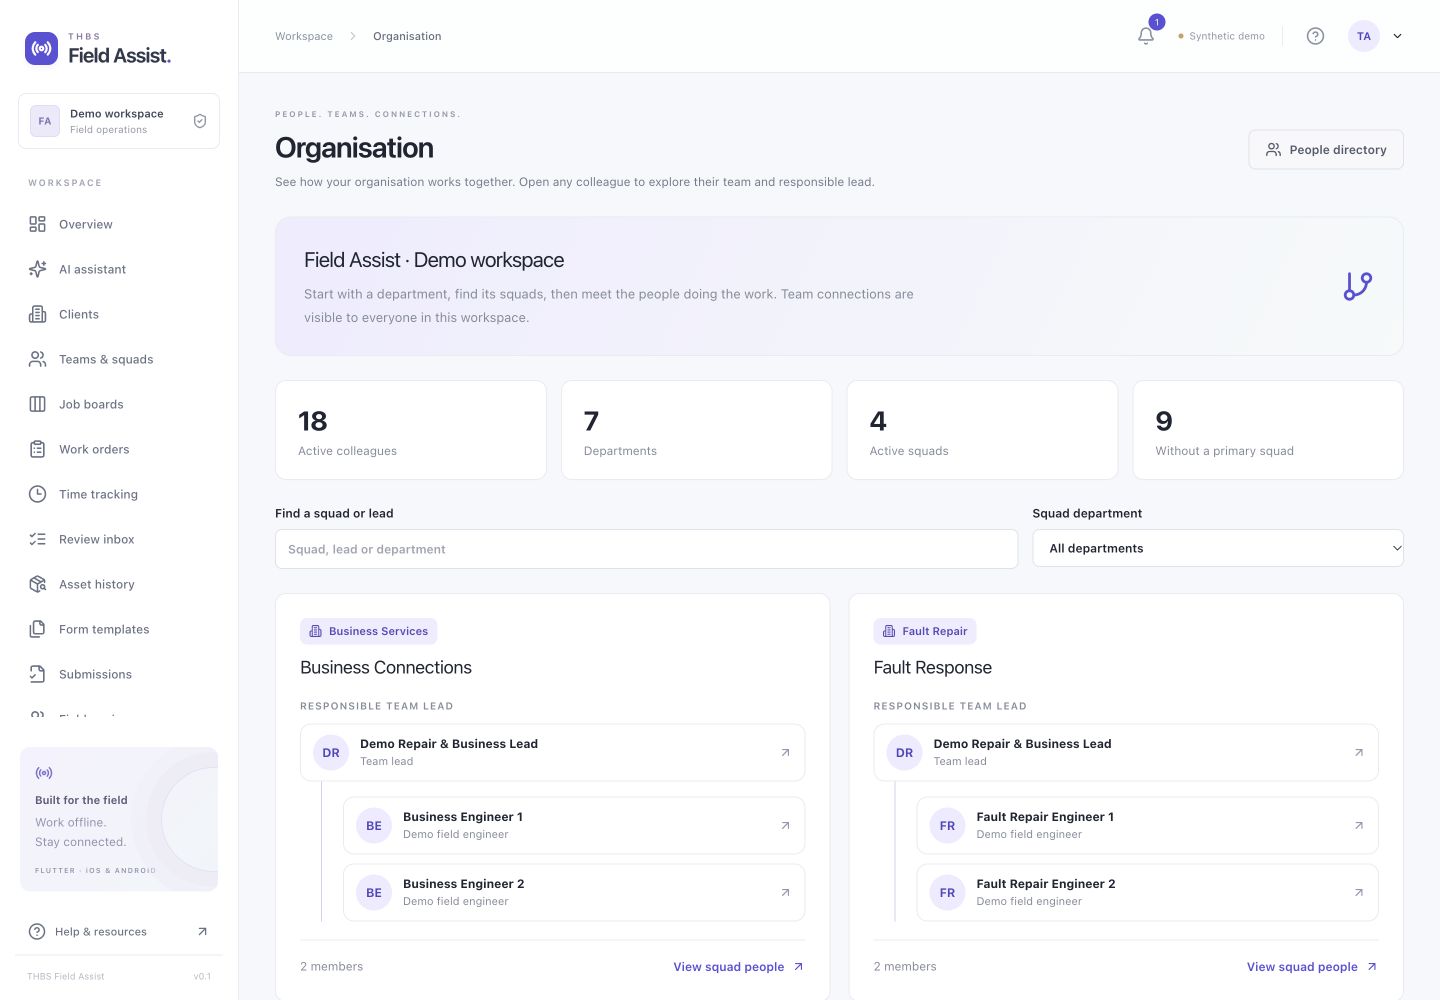 THBS
Field Assist.
FA
Demo workspace
Field operations
WORKSPACE
Overview
AI assistant
Clients
Teams & squads
Job boards
Work orders
Time tracking
Review inbox
Asset history
Form templates
Submissions
Built for the field
Work offline.
Stay connected.
FLUTTER · iOS & ANDROID
Help & resources
THBS Field Assist
v0.1
Workspace
Organisation
1
Synthetic demo
TA
PEOPLE. TEAMS. CONNECTIONS.
Organisation
See how your organisation works together. Open any colleague to explore their team and responsible lead.
People directory
Field Assist · Demo workspace
Start with a department, find its squads, then meet the people doing the work. Team connections are
visible to everyone in this workspace.
18
Active colleagues
7
Departments
4
Active squads
9
Without a primary squad
Find a squad or lead
Squad, lead or department
Squad department
All departments
Business Services
Business Connections
RESPONSIBLE TEAM LEAD
DR
Demo Repair & Business Lead
Team lead
BE
Business Engineer 1
Demo field engineer
BE
Business Engineer 2
Demo field engineer
2 members
View squad people
Fault Repair
Fault Response
RESPONSIBLE TEAM LEAD
DR
Demo Repair & Business Lead
Team lead
FR
Fault Repair Engineer 1
Demo field engineer
FR
Fault Repair Engineer 2
Demo field engineer
2 members
View squad people